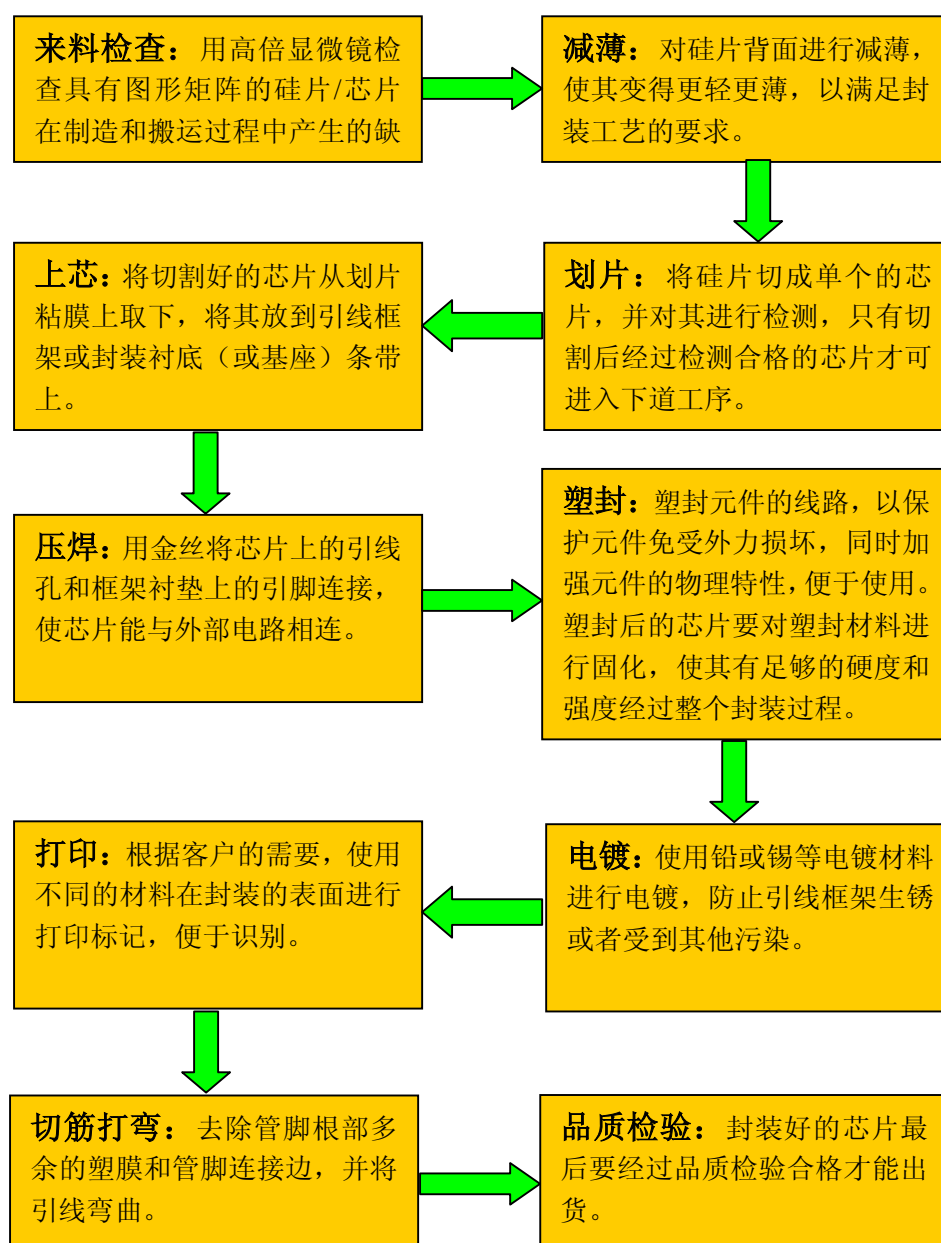 来料检查：用高倍显微镜检
查具有图形矩阵的硅片/芯片
在制造和搬运过程中产生的缺
减薄：对硅片背面进行减薄，
使其变得更轻更薄，以满足封
装工艺的要求。
划片：将硅片切成单个的芯
片，并对其进行检测，只有切
割后经过检测合格的芯片才可
进入下道工序。
上芯：将切割好的芯片从划片
粘膜上取下，将其放到引线框
架或封装衬底（或基座）条带
上。
压焊：用金丝将芯片上的引线
孔和框架衬垫上的引脚连接，
使芯片能与外部电路相连。
塑封：塑封元件的线路，以保
护元件免受外力损坏，同时加
强元件的物理特性，便于使用。
塑封后的芯片要对塑封材料进
行固化，使其有足够的硬度和
强度经过整个封装过程。
电镀：使用铅或锡等电镀材料
进行电镀，防止引线框架生锈
或者受到其他污染。
打印：根据客户的需要，使用
不同的材料在封装的表面进行
打印标记，便于识别。
切筋打弯：去除管脚根部多
余的塑膜和管脚连接边，并将
引线弯曲。
品质检验：封装好的芯片最
后要经过品质检验合格才能出
货。